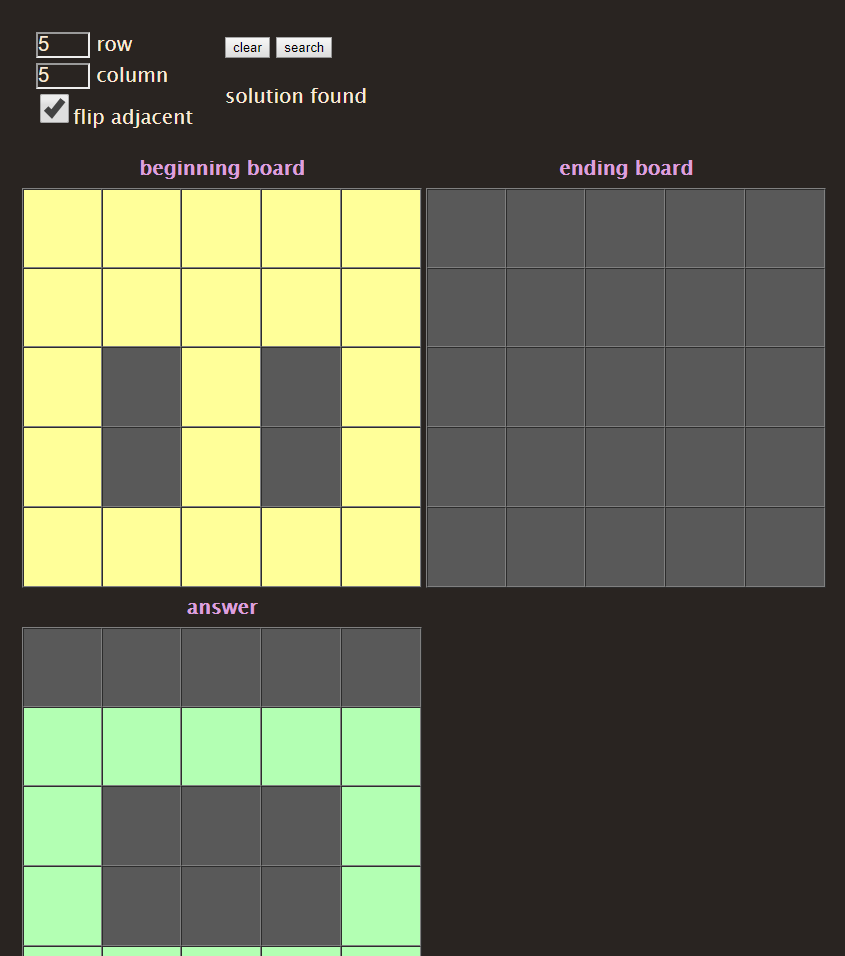 5 row
5 column
flip adjacent
clear search
solution found
beginning board
ending board
answer